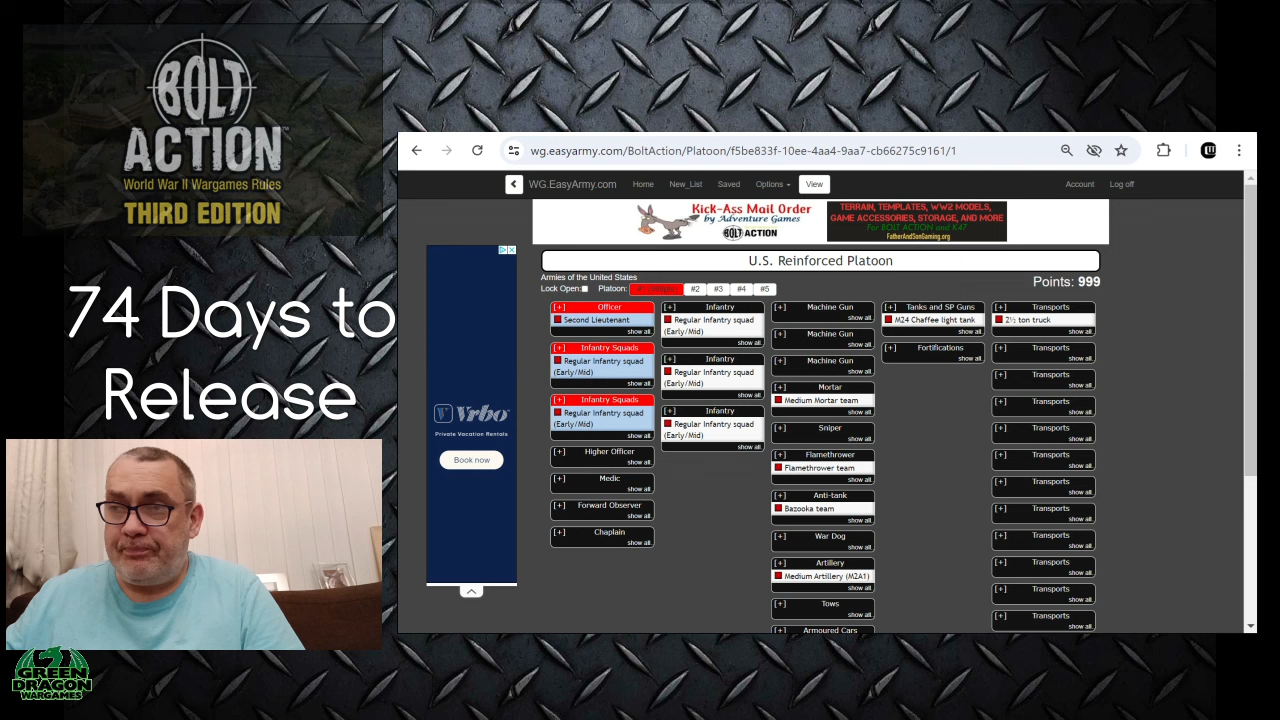 BOLT
ACTION
World War II Wargames Rules
THIRD EDITION
74 Days to
Release
GREEN
DRAGON
WARGAMES
wg.easyarmy.com/BoltAction/Platoon/f5be833f-10ee-4aa4-9aa7-cb66275c9161/1
WG.EasyArmy.com Home New_List Saved Options View Account Log off
Kick-Ass Mail Order
by Adventure Games
BOLT ACTION
TERRAIN, TEMPLATES, WW2 MODELS,
GAME ACCESSORIES, STORAGE, AND MORE
For BOLT ACTION and K47
FatherAndSonGaming.org
Vrbo
Private Vacation Rentals
Book now
U.S. Reinforced Platoon
Armies of the United States
Points: 999
Lock Open: Platoon: #2 #3 #4 #5
[+] Officer
Second Lieutenant
show all
[+] Infantry Squads
Regular Infantry squad
(Early/Mid)
show all
[+] Infantry Squads
Regular Infantry squad
(Early/Mid)
show all
[+] Higher Officer
show all
[+] Medic
show all
[+] Forward Observer
show all
[+] Chaplain
show all
[+] Infantry
Regular Infantry squad
(Early/Mid)
show all
[+] Infantry
Regular Infantry squad
(Early/Mid)
show all
[+] Infantry
Regular Infantry squad
(Early/Mid)
show all
[+] Machine Gun
show all
[+] Machine Gun
show all
[+] Machine Gun
show all
[+] Mortar
Medium Mortar team
show all
[+] Sniper
show all
[+] Flamethrower
Flamethrower team
show all
[+] Anti-tank
Bazooka team
show all
[+] War Dog
show all
[+] Artillery
Medium Artillery (M2A1)
show all
[+] Tows
show all
[+] Armoured Cars
[+] Tanks and SP Guns
M24 Chaffee light tank
show all
[+] Fortifications
show all
[+] Transports
2½ ton truck
show all
[+] Transports
show all
[+] Transports
show all
[+] Transports
show all
[+] Transports
show all
[+] Transports
show all
[+] Transports
show all
[+] Transports
show all
[+] Transports
show all
[+] Transports
show all
[+] Transports
show all
[+] Transports
show all